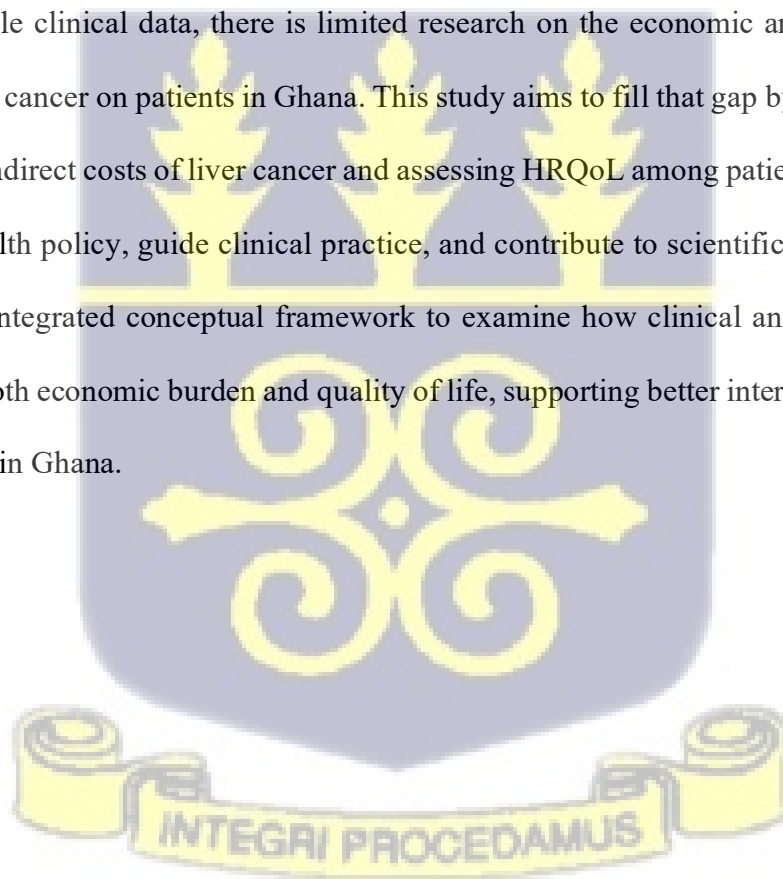 le clinical data, there is limited research on the economic an
cancer on patients in Ghana. This study aims to fill that gap by
ndirect costs of liver cancer and assessing HRQoL among patie
lth policy, guide clinical practice, and contribute to scientific
ntegrated conceptual framework to examine how clinical an
oth economic burden and quality of life, supporting better inter
in Ghana.
INTEGRI PROCEDAMUS